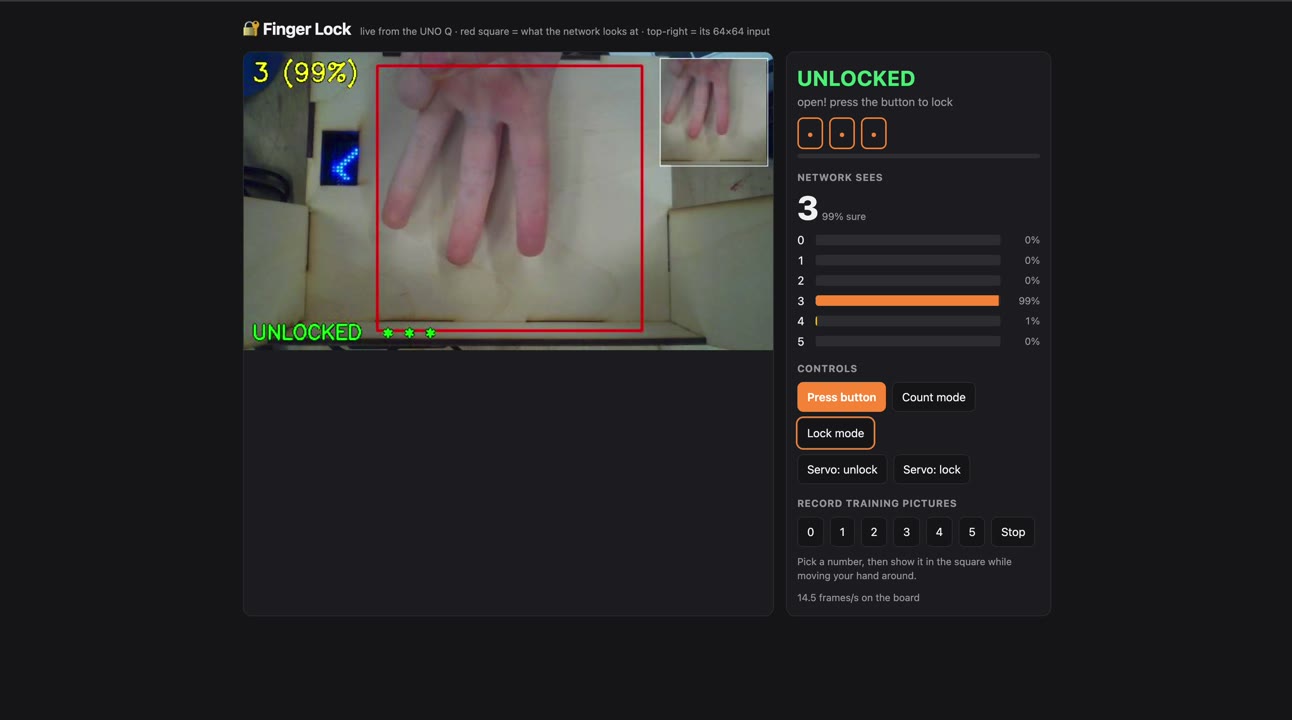 🔐 Finger Lock live from the UNO Q · red square = what the network looks at · top-right = its 64×64 input
3 (99%)
UNLOCKED * * *
UNLOCKED
open! press the button to lock
• • •
NETWORK SEES
3 99% sure
0 0%
1 0%
2 0%
3 99%
4 1%
5 0%
CONTROLS
Press button Count mode
Lock mode
Servo: unlock Servo: lock
RECORD TRAINING PICTURES
0 1 2 3 4 5 Stop
Pick a number, then show it in the square while
moving your hand around.
14.5 frames/s on the board